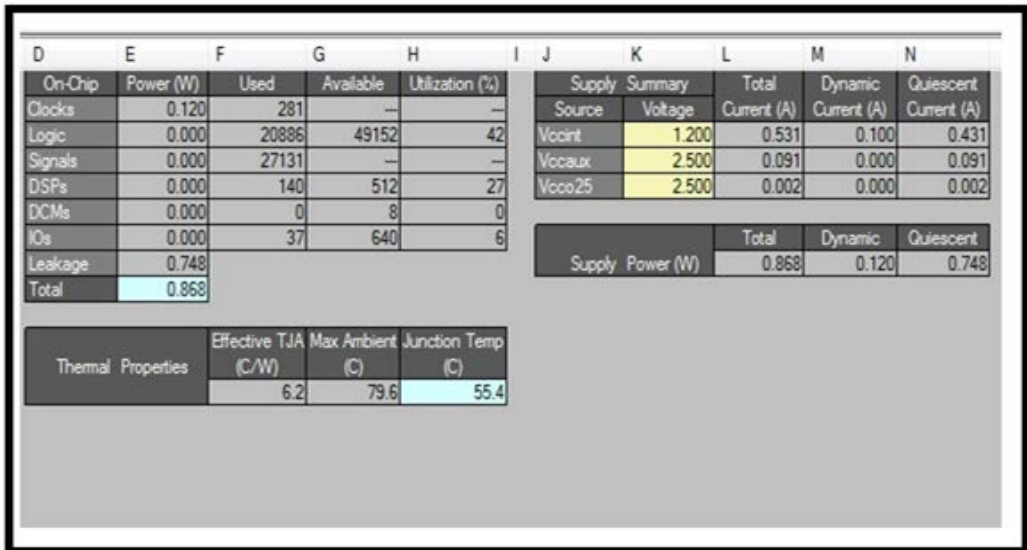 D E F G H I J K L M N
On-Chip Power (W) Used Available Utilization (%)
Clocks 0.120 281 --- ---
Logic 0.000 20886 49152 42
Signals 0.000 27131 --- ---
DSPs 0.000 140 512 27
DCMs 0.000 0 8 0
IOs 0.000 37 640 6
Leakage 0.748
Total 0.868
Supply Summary Total Dynamic Quiescent
Source Voltage Current (A) Current (A) Current (A)
Vccint 1.200 0.531 0.100 0.431
Vccaux 2.500 0.091 0.000 0.091
Vcco25 2.500 0.002 0.000 0.002
Total Dynamic Quiescent
Supply Power (W) 0.868 0.120 0.748
Effective TJA Max Ambient Junction Temp
Thermal Properties (C/W) (C) (C)
6.2 79.6 55.4